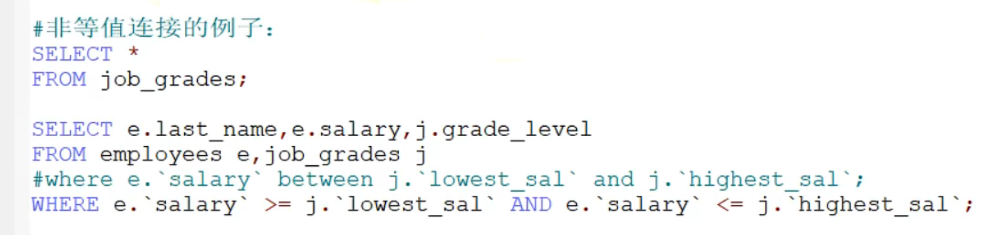 #非等值连接的例子：
SELECT *
FROM job_grades;
SELECT e.last_name,e.salary,j.grade_level
FROM employees e,job_grades j
#where e.`salary` between j.`lowest_sal` and j.`highest_sal`;
WHERE e.`salary` >= j.`lowest_sal` AND e.`salary` <= j.`highest_sal`;